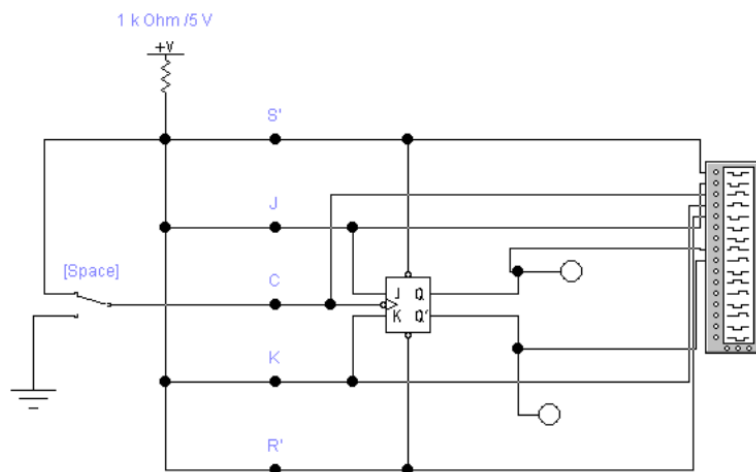 1 k Ohm /5 V
+V
S'
J
[Space]
C
J Q
K Q'
K
R'